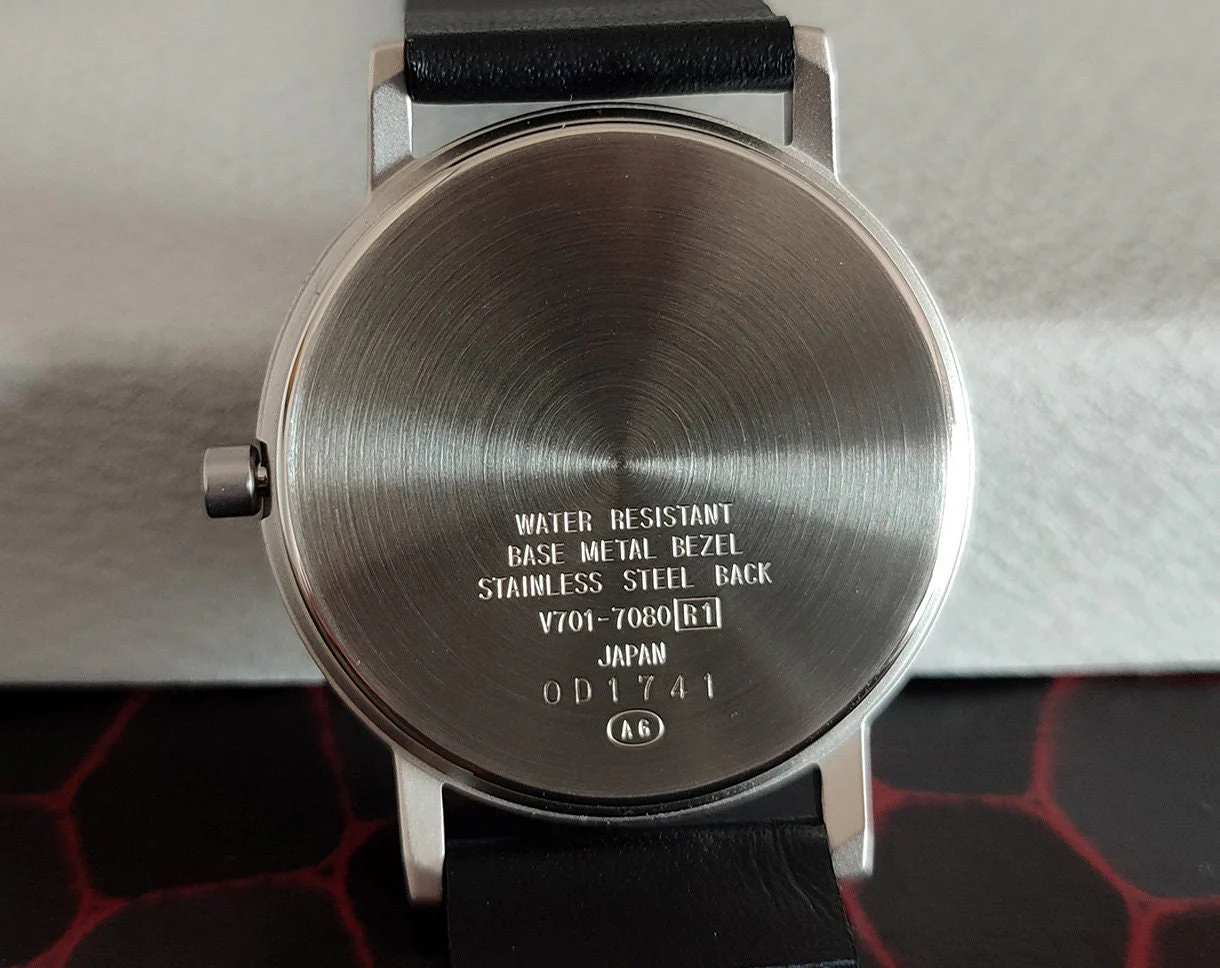 WATER RESISTANT
BASE METAL BEZEL
STAINLESS STEEL BACK
V701-7080 R1
JAPAN
0D1741
A6